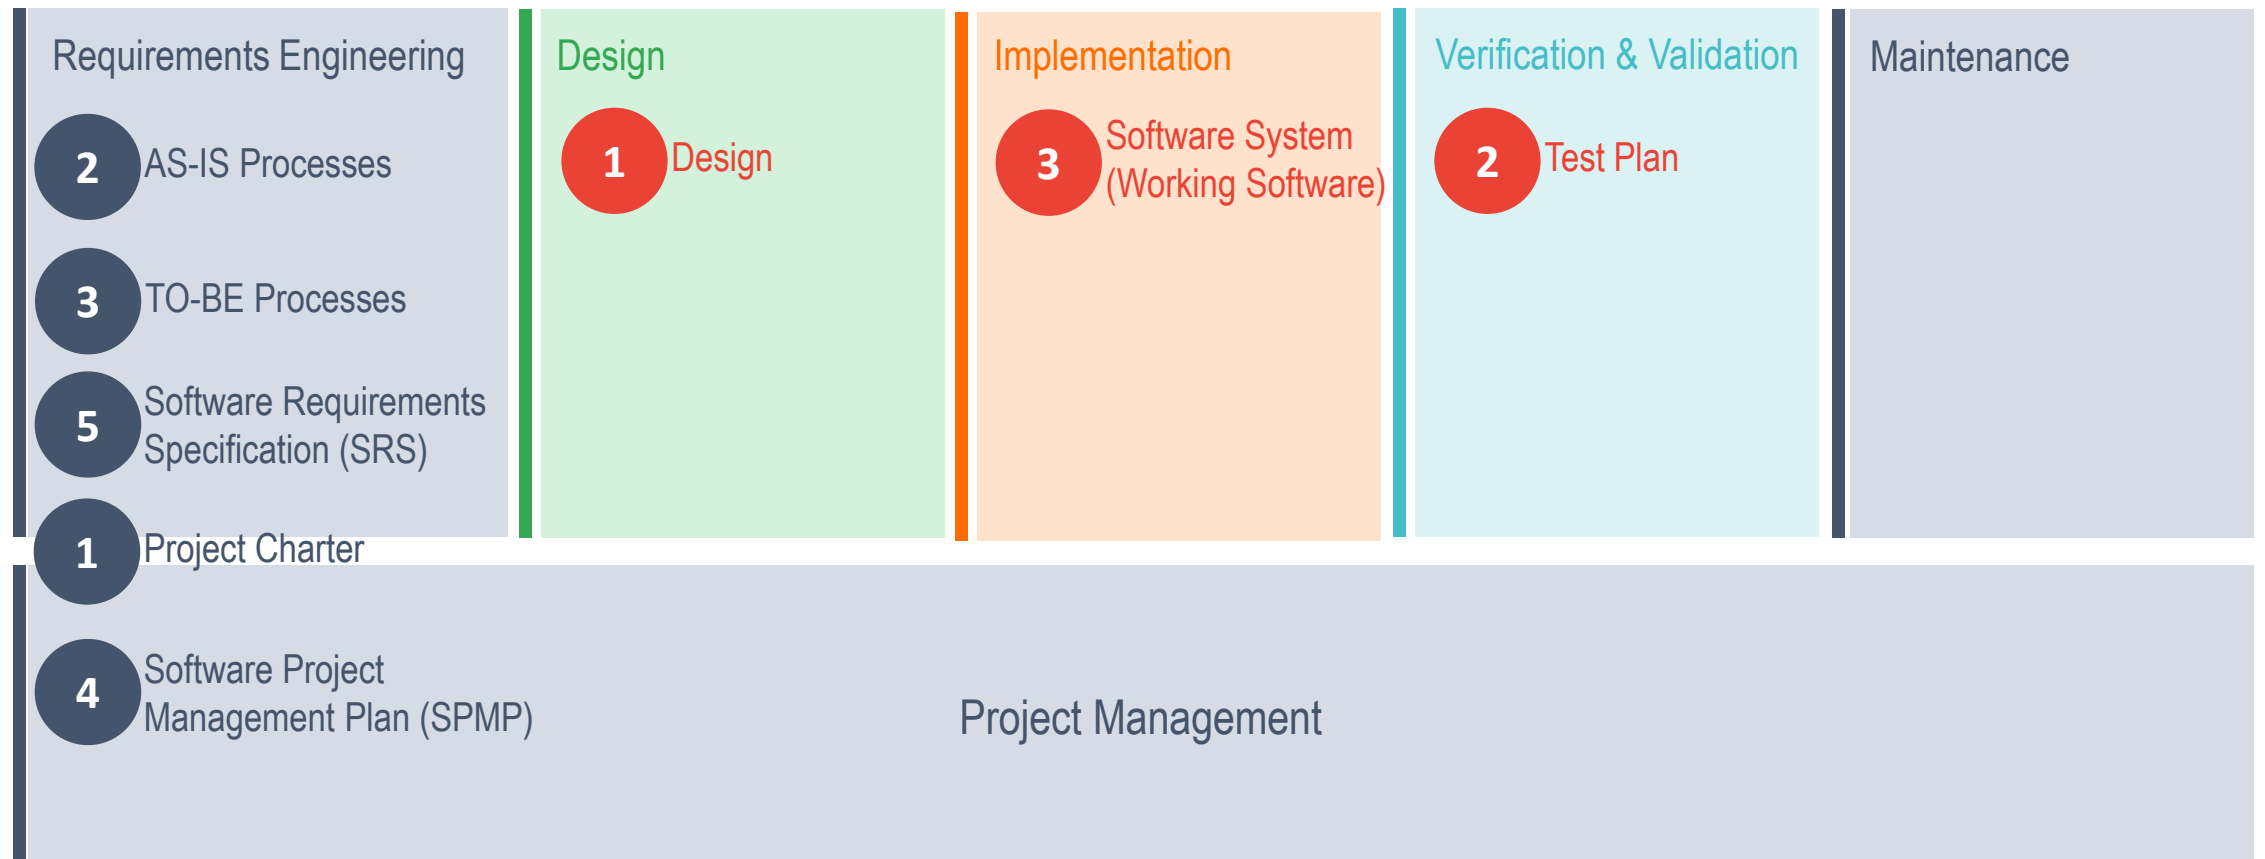 Requirements Engineering
2
AS-IS Processes
3
TO-BE Processes
5
Software Requirements
Specification (SRS)
1
Project Charter
4
Software Project
Management Plan (SPMP)
Design
1
Design
Implementation
3
Software System
(Working Software)
Verification & Validation
2
Test Plan
Maintenance
Project Management